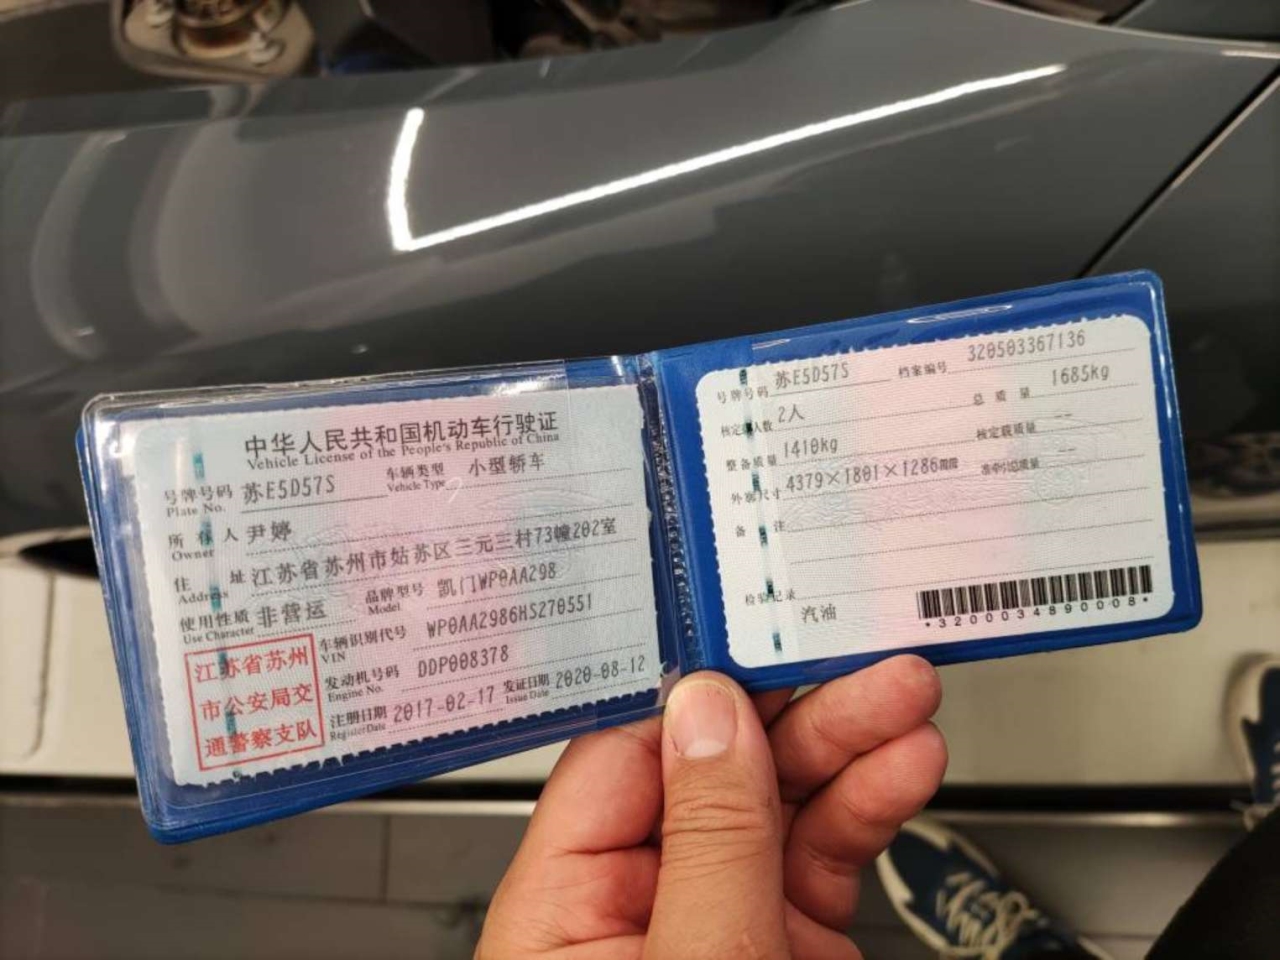 中华人民共和国机动车行驶证
Vehicle License of the People's Republic of China
号牌号码 苏E5D57S 车辆类型 小型轿车
Plate No. Vehicle Type
所有人 尹婷
Owner
住址 江苏省苏州市姑苏区三元三村73幢202室
Address
使用性质 非营运 品牌型号 凯门WP0AA298
Use Character Model
车辆识别代号 WP0AA2986HS270551
VIN
发动机号码 DDP008378
Engine No.
注册日期 2017-02-17 发证日期 2020-08-12
Register Date Issue Date
江苏省苏州
市公安局交
通警察支队
号牌号码 苏E5D57S 档案编号 320503367136
核定载人数 2人 总质量 1685kg
整备质量 1410kg 核定载质量 --
外廓尺寸 4379×1801×1286mm 准牵引总质量 --
备注
检验记录
汽油
*3200034890008*